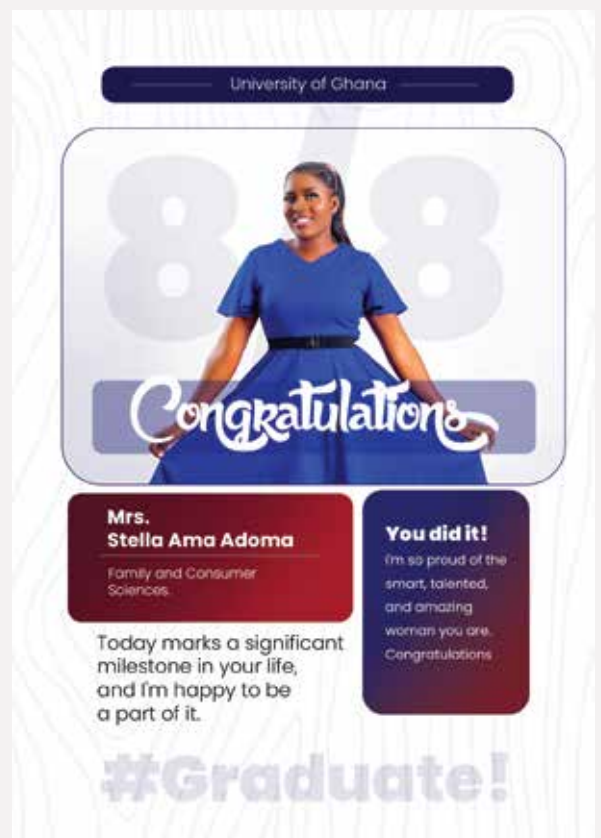 University of Ghana
8/8
Congratulations
Mrs.
Stella Ama Adoma
Family and Consumer
Sciences.
You did it!
I'm so proud of the
smart, talented,
and amazing
woman you are.
Congratulations
Today marks a significant
milestone in your life,
and I'm happy to be
a part of it.
#Graduate!